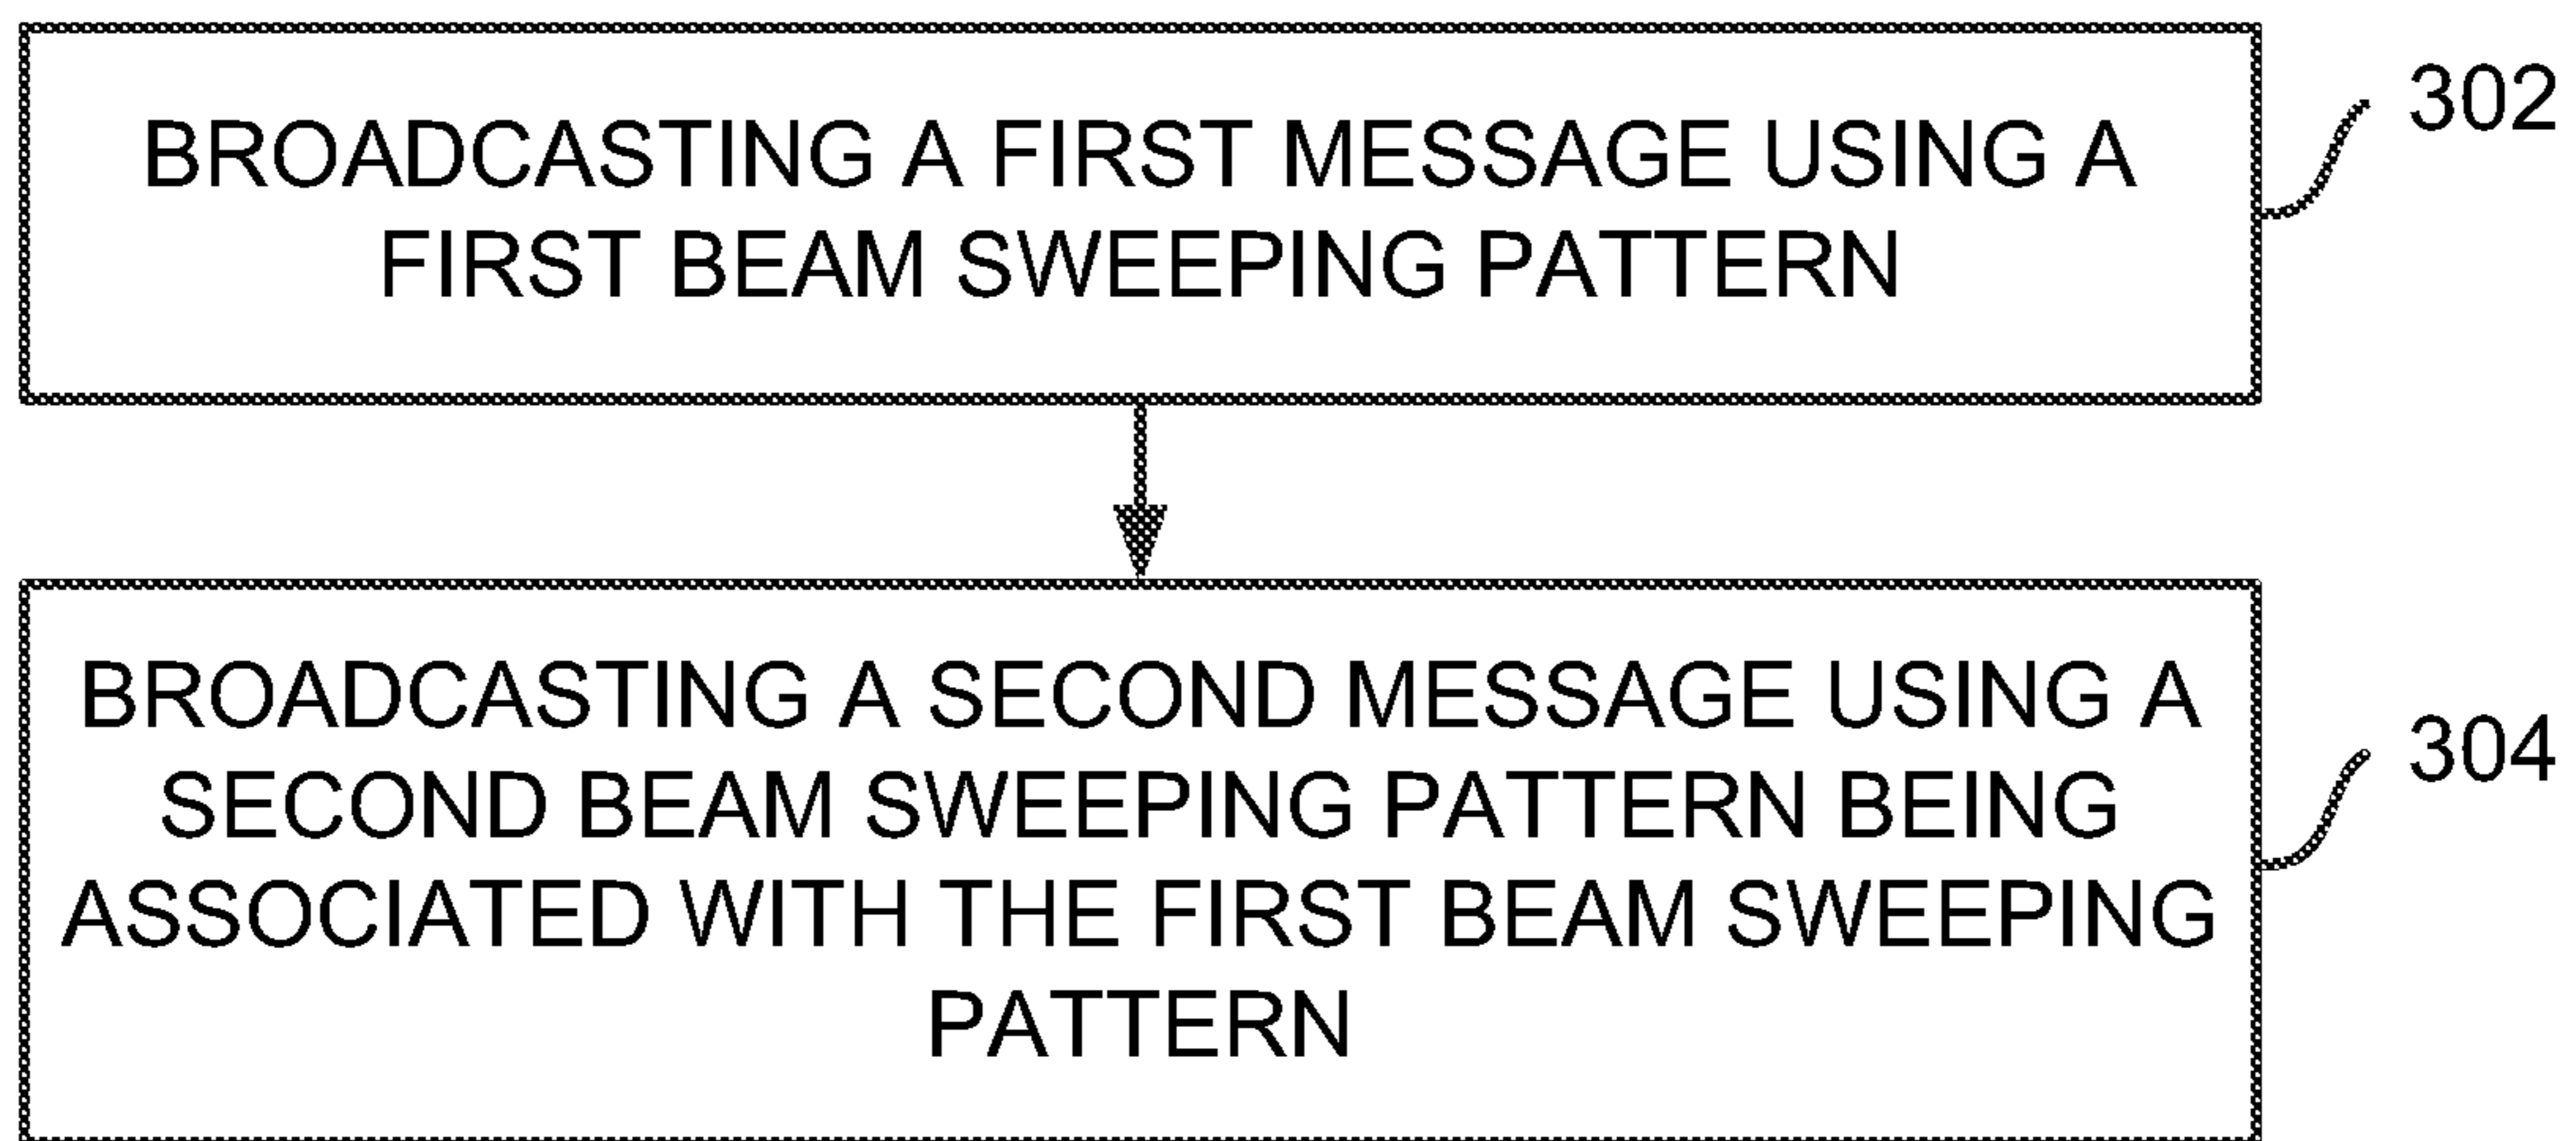 BROADCASTING A FIRST MESSAGE USING A
FIRST BEAM SWEEPING PATTERN
302
BROADCASTING A SECOND MESSAGE USING A
SECOND BEAM SWEEPING PATTERN BEING
ASSOCIATED WITH THE FIRST BEAM SWEEPING
PATTERN
304